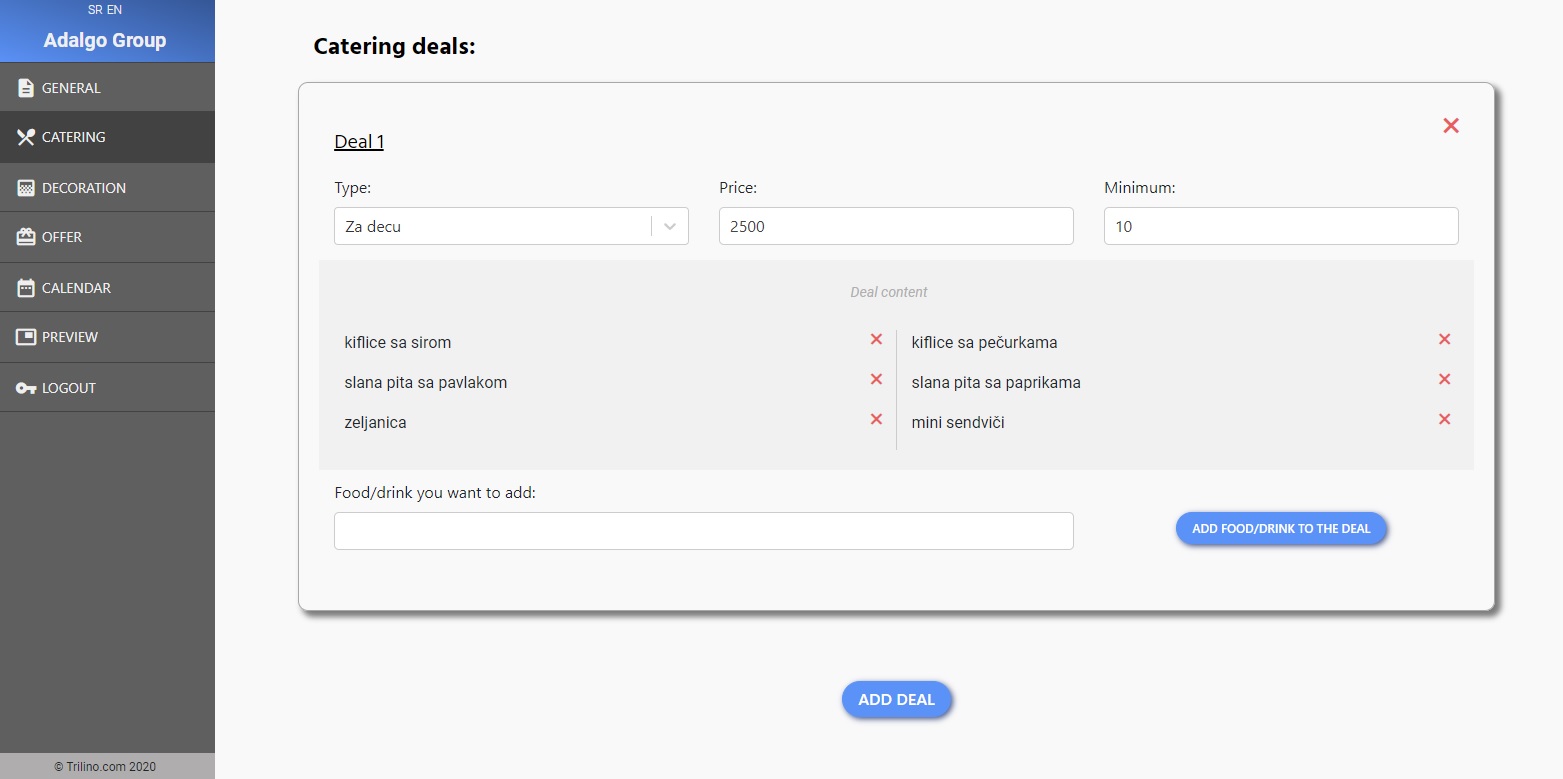 SR EN
Adalgo Group
GENERAL
CATERING
DECORATION
OFFER
CALENDAR
PREVIEW
LOGOUT
© Trilino.com 2020
Catering deals:
Deal 1
Type: Price: Minimum:
Za decu 2500 10
Deal content
kiflice sa sirom kiflice sa pečurkama
slana pita sa pavlakom slana pita sa paprikama
zeljanica mini sendviči
Food/drink you want to add:
ADD FOOD/DRINK TO THE DEAL
ADD DEAL